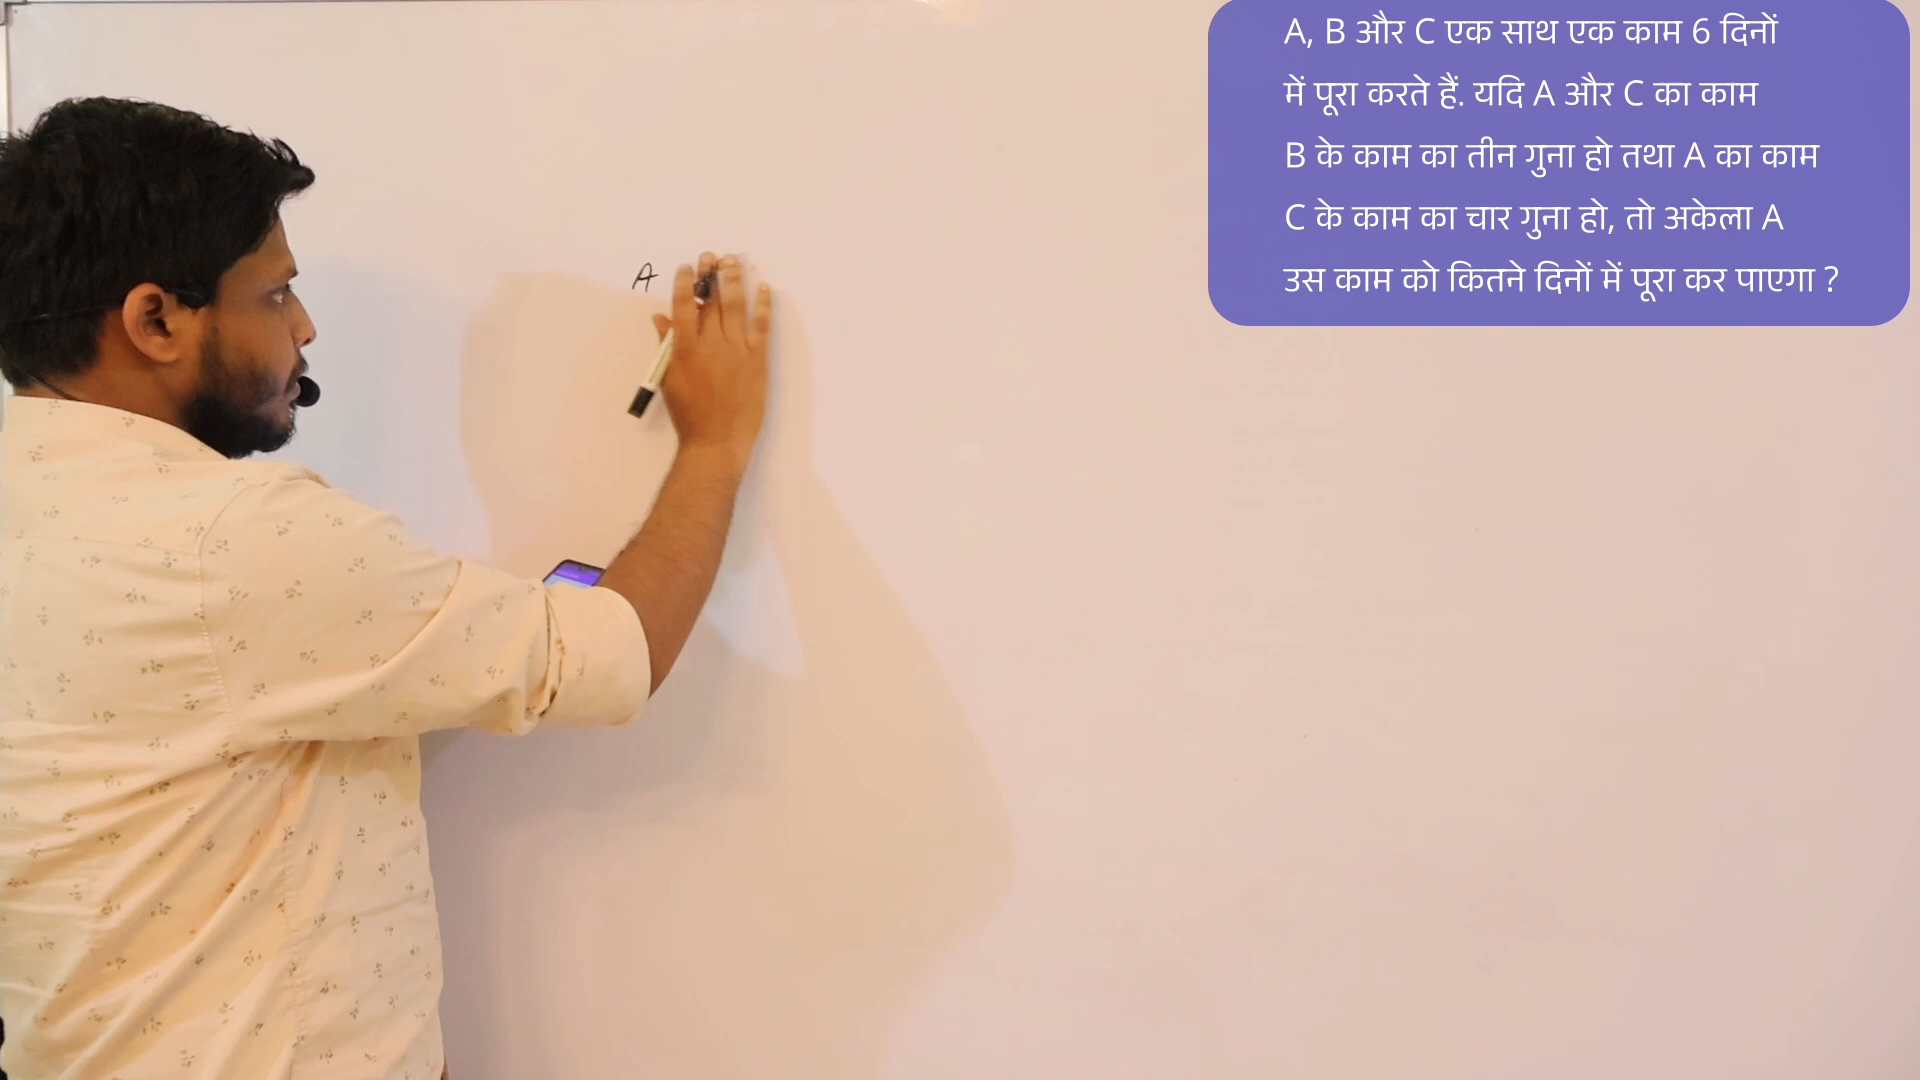 A, B और C एक साथ एक काम 6 दिनों
में पूरा करते हैं. यदि A और C का काम
B के काम का तीन गुना हो तथा A का काम
C के काम का चार गुना हो, तो अकेला A
उस काम को कितने दिनों में पूरा कर पाएगा ?
A